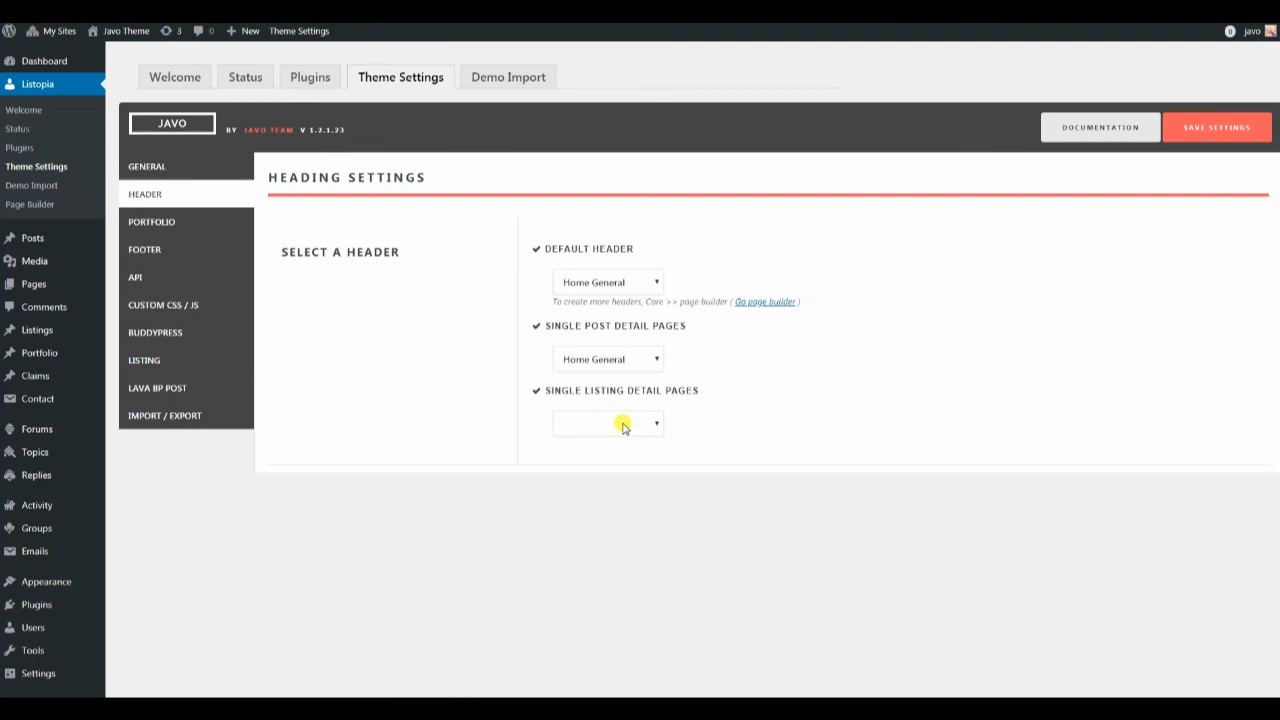 My Sites
Javo Theme
3
0
New
Theme Settings
0
javo
Dashboard
Listopia
Welcome
Status
Plugins
Theme Settings
Demo Import
Page Builder
Posts
Media
Pages
Comments
Listings
Portfolio
Claims
Contact
Forums
Topics
Replies
Activity
Groups
Emails
Appearance
Plugins
Users
Tools
Settings
Welcome
Status
Plugins
Theme Settings
Demo Import
JAVO
BY JAVO TEAM V 1.2.1.23
DOCUMENTATION
SAVE SETTINGS
GENERAL
HEADER
PORTFOLIO
FOOTER
API
CUSTOM CSS / JS
BUDDYPRESS
LISTING
LAVA BP POST
IMPORT / EXPORT
HEADING SETTINGS
SELECT A HEADER
DEFAULT HEADER
Home General
To create more headers, Core >> page builder ( Go page builder )
SINGLE POST DETAIL PAGES
Home General
SINGLE LISTING DETAIL PAGES